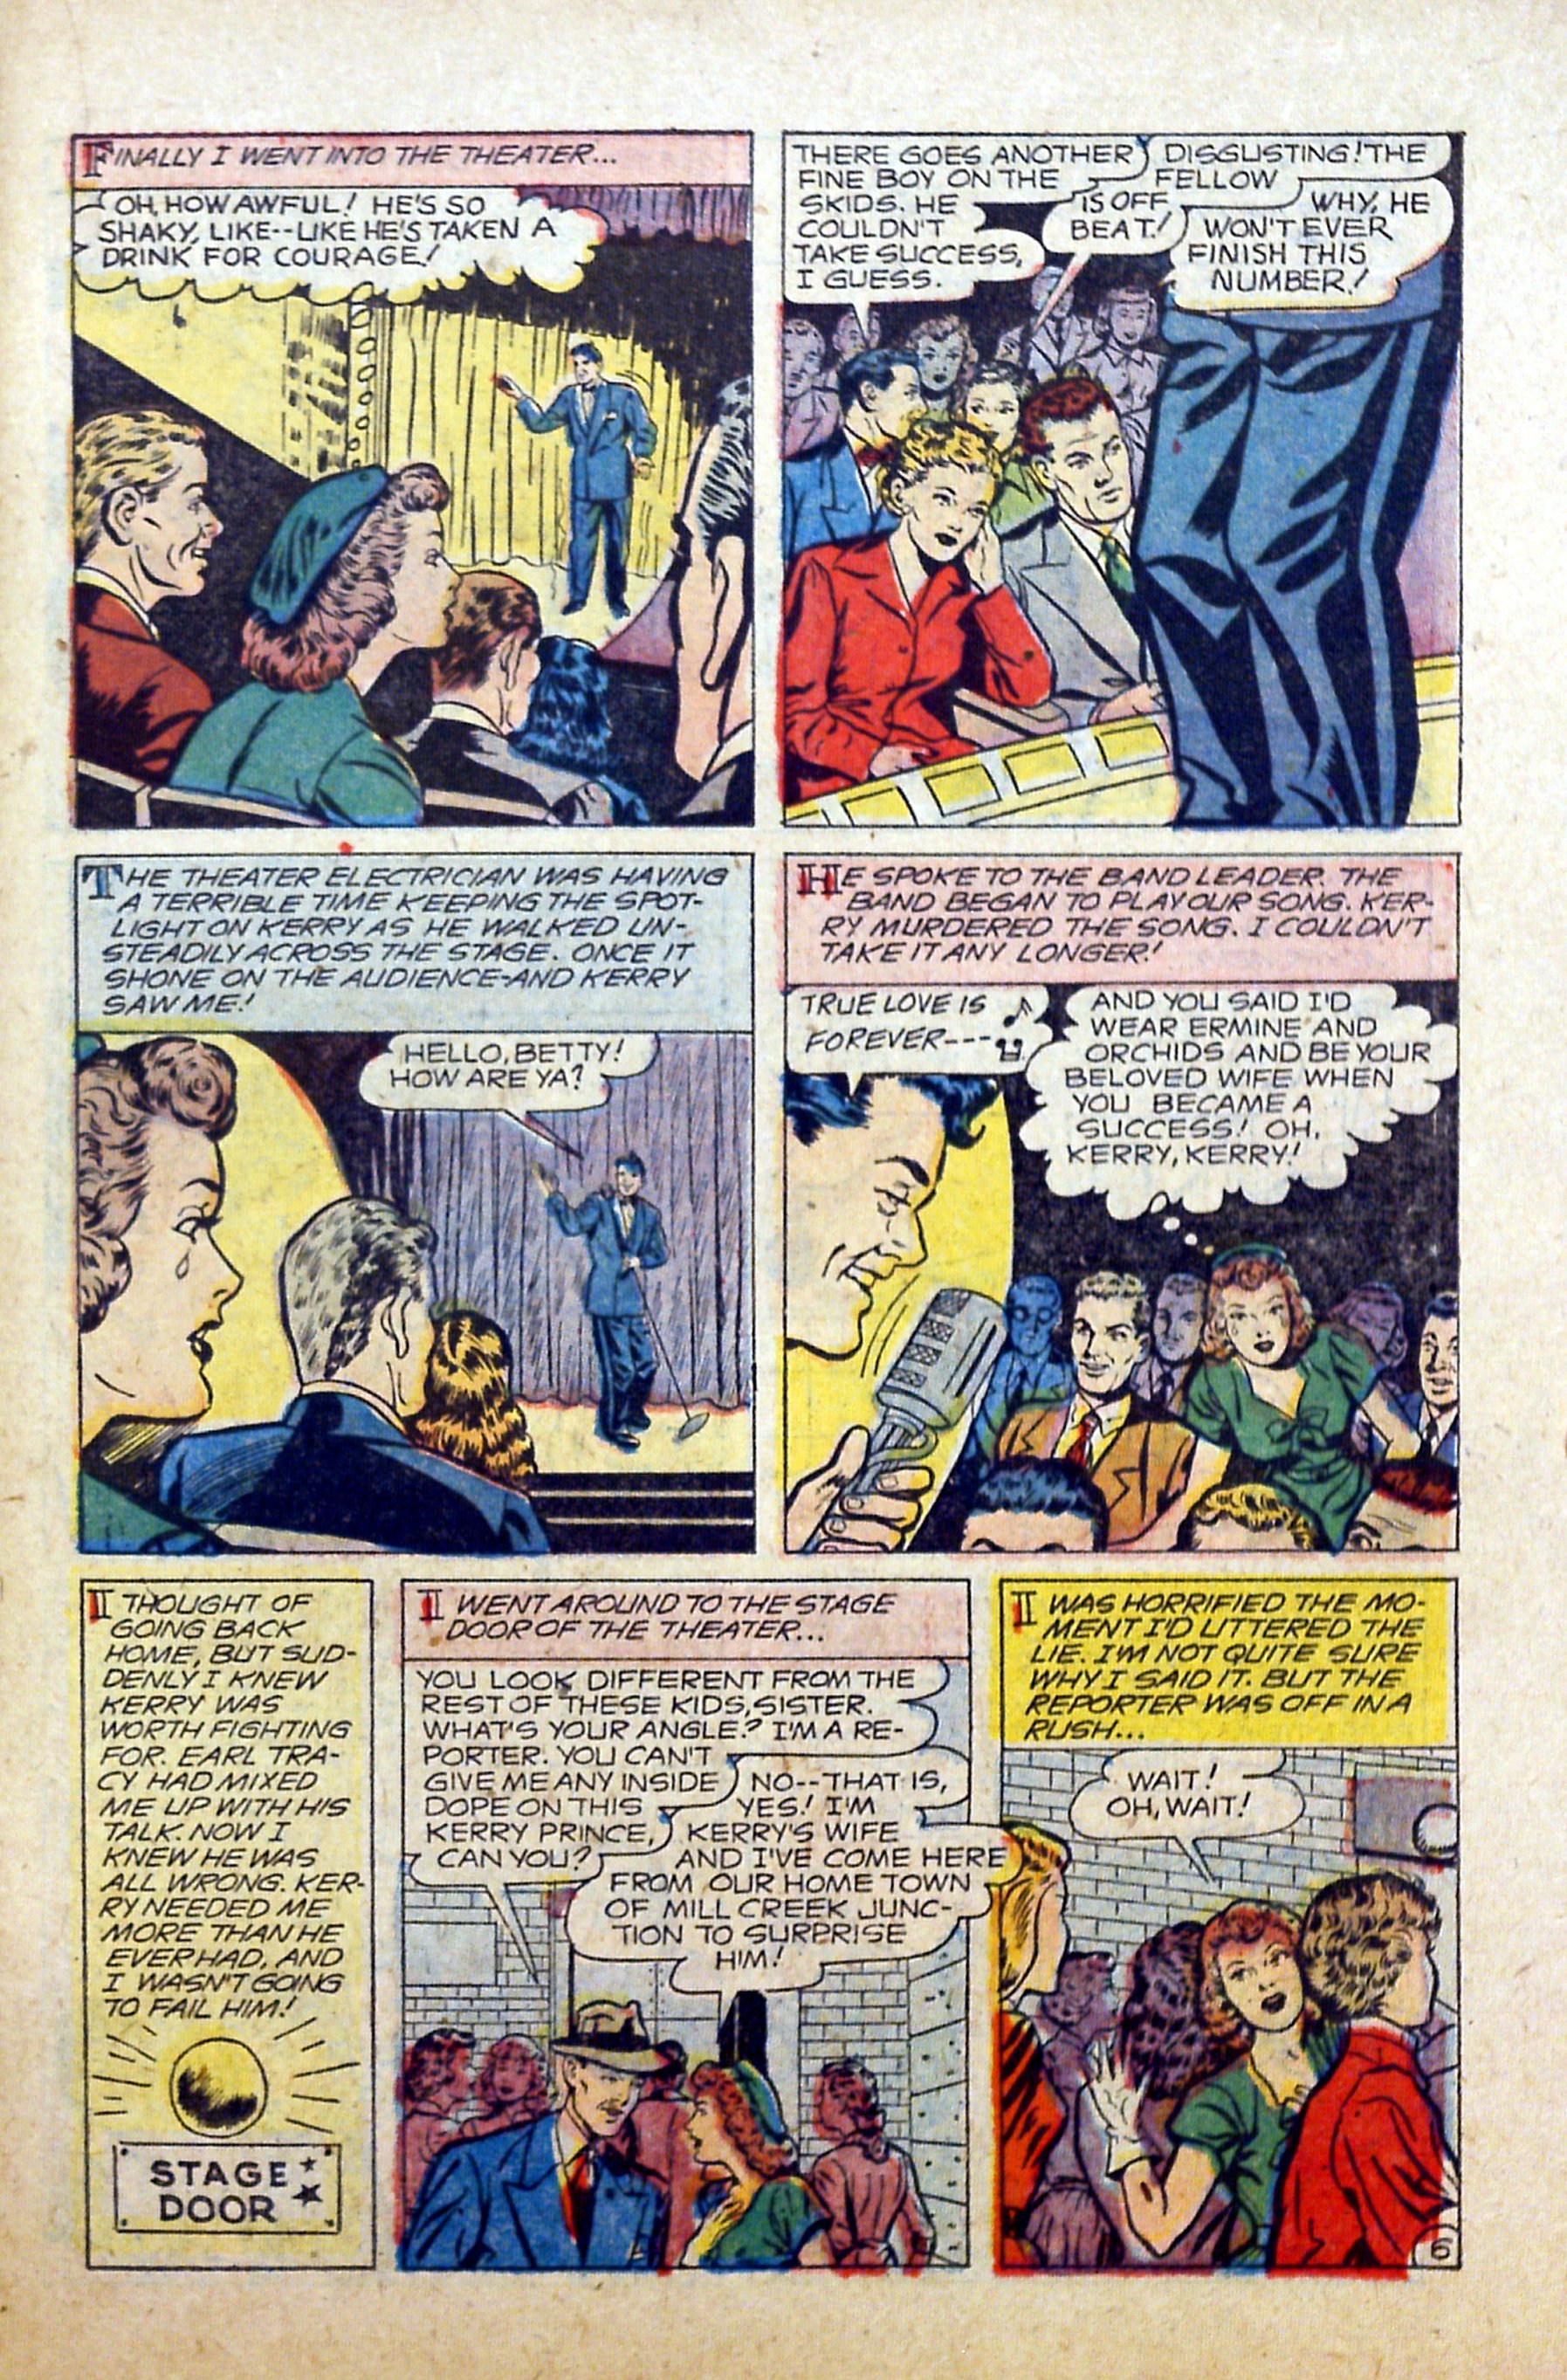 FINALLY I WENT INTO THE THEATER...
OH, HOW AWFUL! HE'S SO
SHAKY, LIKE--LIKE HE'S TAKEN A
DRINK FOR COURAGE!
THERE GOES ANOTHER
FINE BOY ON THE
SKIDS. HE
COULDN'T
TAKE SUCCESS,
I GUESS.
DISGUSTING! THE
FELLOW
IS OFF
BEAT!
WHY, HE
WON'T EVER
FINISH THIS
NUMBER!
THE THEATER ELECTRICIAN WAS HAVING
A TERRIBLE TIME KEEPING THE SPOT-
LIGHT ON KERRY AS HE WALKED UN-
STEADILY ACROSS THE STAGE. ONCE IT
SHONE ON THE AUDIENCE-AND KERRY
SAW ME!
HELLO, BETTY!
HOW ARE YA?
HE SPOKE TO THE BAND LEADER. THE
BAND BEGAN TO PLAY OUR SONG. KER-
RY MURDERED THE SONG. I COULDN'T
TAKE IT ANY LONGER!
TRUE LOVE IS
FOREVER---
AND YOU SAID I'D
WEAR ERMINE AND
ORCHIDS AND BE YOUR
BELOVED WIFE WHEN
YOU BECAME A
SUCCESS! OH,
KERRY, KERRY!
I THOUGHT OF
GOING BACK
HOME, BUT SUD-
DENLY I KNEW
KERRY WAS
WORTH FIGHTING
FOR. EARL TRA-
CY HAD MIXED
ME UP WITH HIS
TALK. NOW I
KNEW HE WAS
ALL WRONG. KER-
RY NEEDED ME
MORE THAN HE
EVER HAD, AND
I WASN'T GOING
TO FAIL HIM!
STAGE
DOOR
I WENT AROUND TO THE STAGE
DOOR OF THE THEATER...
YOU LOOK DIFFERENT FROM THE
REST OF THESE KIDS, SISTER.
WHAT'S YOUR ANGLE? I'M A RE-
PORTER. YOU CAN'T
GIVE ME ANY INSIDE
DOPE ON THIS
KERRY PRINCE,
CAN YOU?
NO--THAT IS,
YES! I'M
KERRY'S WIFE
AND I'VE COME HERE
FROM OUR HOME TOWN
OF MILL CREEK JUNC-
TION TO SURPRISE
HIM!
I WAS HORRIFIED THE MO-
MENT I'D UTTERED THE
LIE. I'M NOT QUITE SURE
WHY I SAID IT. BUT THE
REPORTER WAS OFF IN A
RUSH...
WAIT!
OH, WAIT!
6